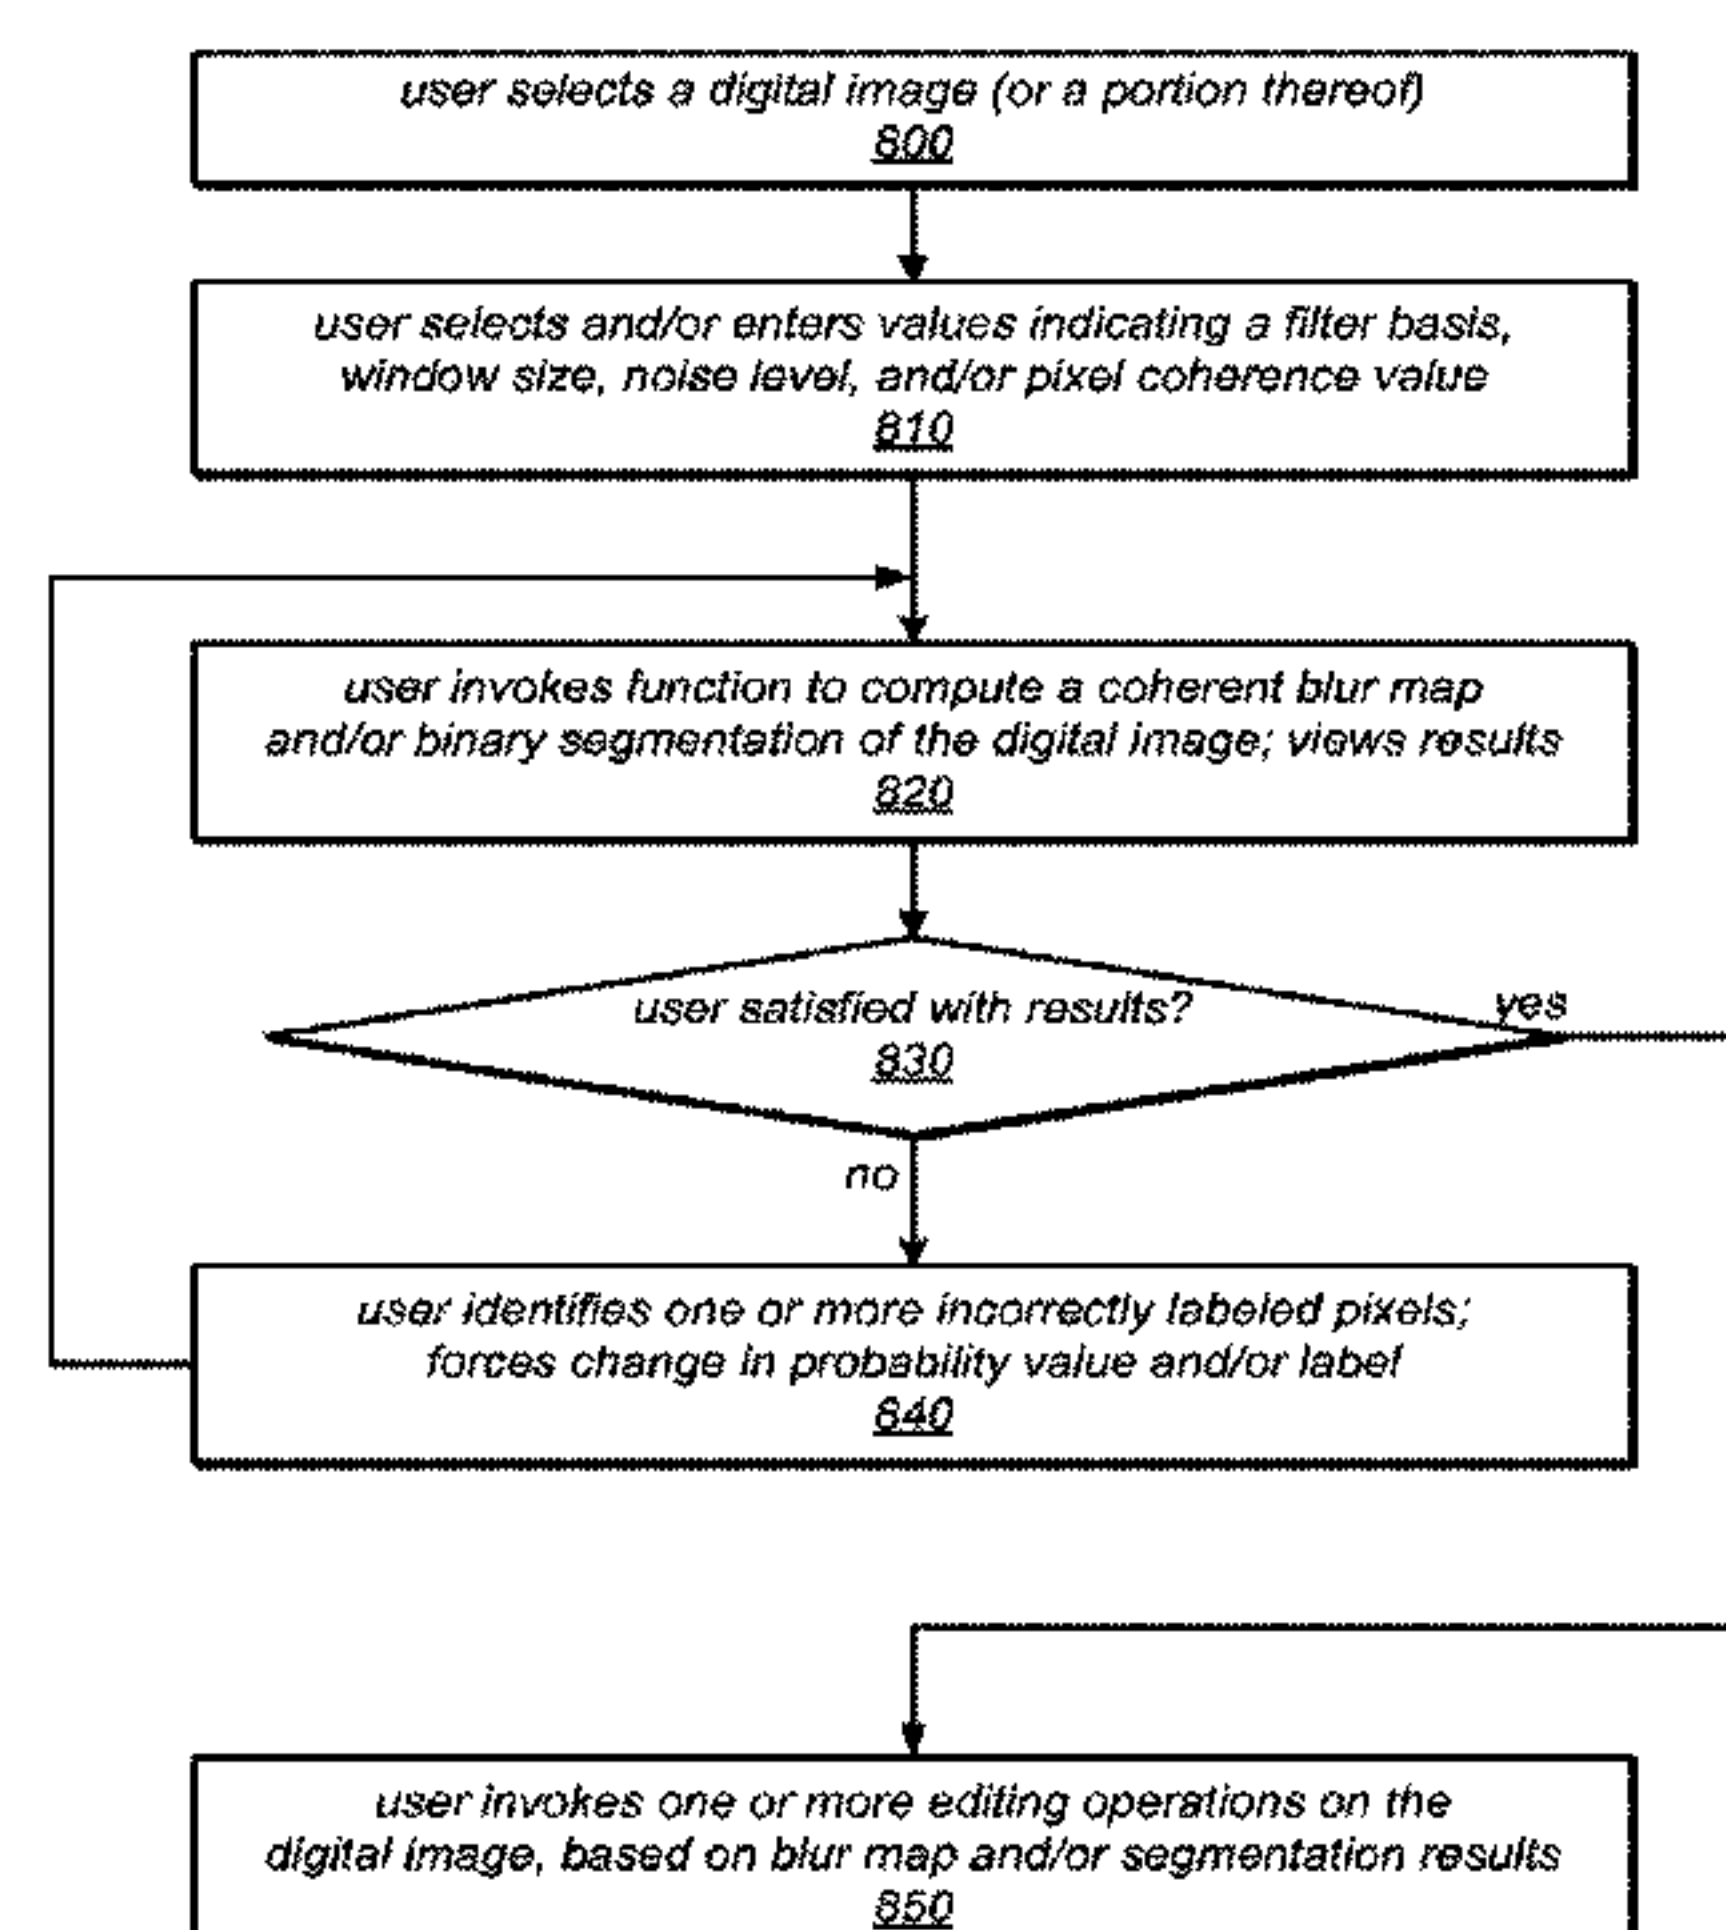 user selects a digital image (or a portion thereof)
800
user selects and/or enters values indicating a filter basis,
window size, noise level, and/or pixel coherence value
810
user invokes function to compute a coherent blur map
and/or binary segmentation of the digital image; views results
820
user satisfied with results?
830
yes
no
user identifies one or more incorrectly labeled pixels;
forces change in probability value and/or label
840
user invokes one or more editing operations on the
digital image, based on blur map and/or segmentation results
850